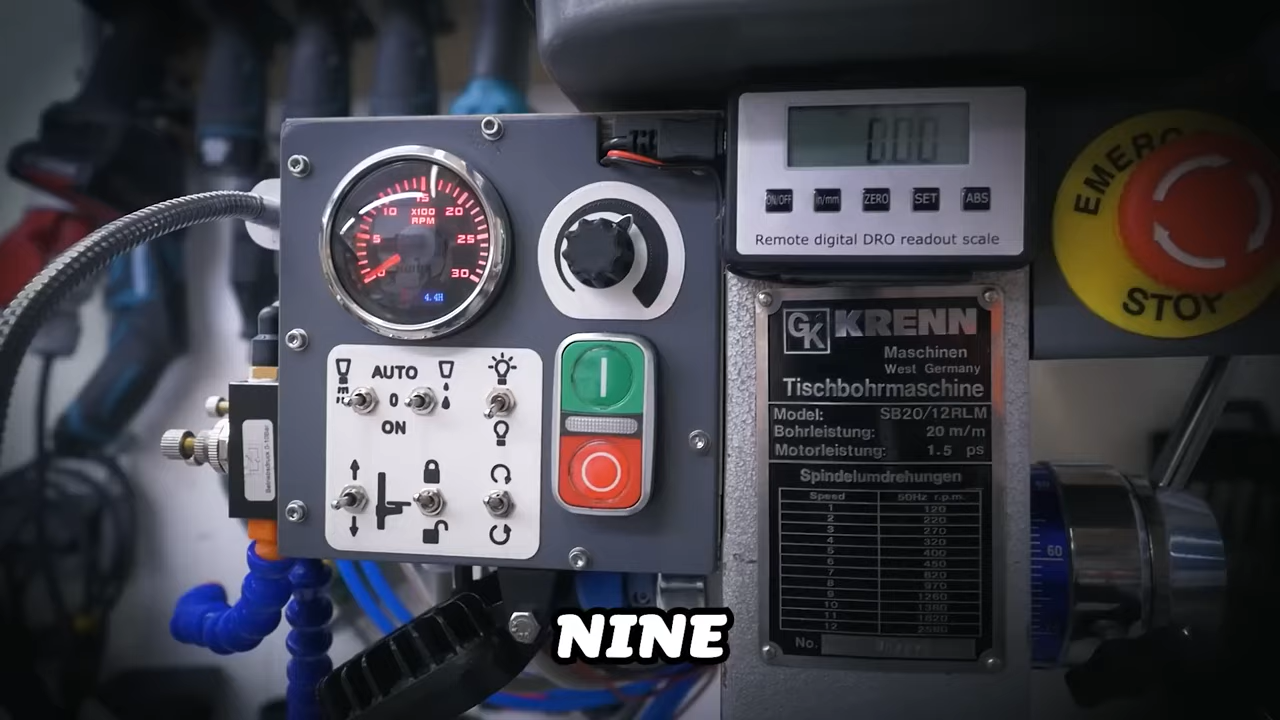 15
10 X100 20
RPM
5 25
0 30
4.4H
AUTO
0
ON
0.00
ON/OFF in/mm ZERO SET ABS
Remote digital DRO readout scale
EMERG
STOP
GK KRENN
Maschinen
West Germany
Tischbohrmaschine
Model: SB20/12RLM
Bohrleistung: 20 m/m
Motorleistung: 1.5 ps
Spindelumdrehungen
Speed 50Hz r.p.m.
1 120
2 220
3 270
4 320
5 400
6 450
7 620
8 970
9 1260
10 1380
11 1820
12 2580
No.
60
NINE